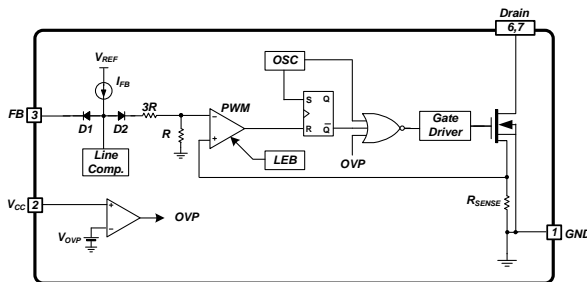 Drain
6,7
VREF
IFB
OSC
FB 3
D1 D2
3R
R
PWM
S Q
R Q
Gate
Driver
Line
Comp.
LEB
OVP
VCC 2
OVP
VOVP
RSENSE
1 GND